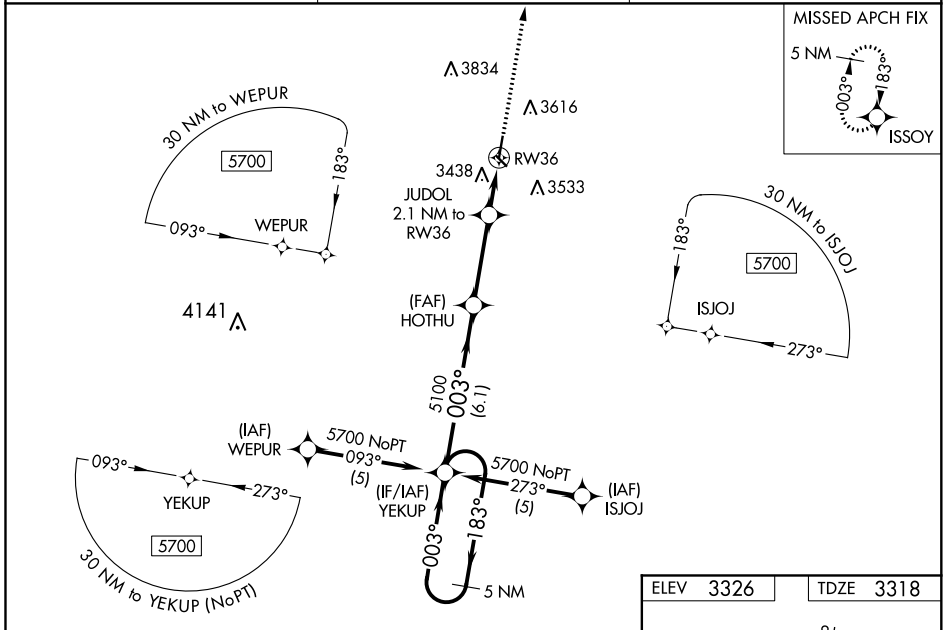 MISSED APCH FIX
5 NM
003°
183°
ISSOY
3834
3616
30 NM to WEPUR
5700
183°
093°
WEPUR
RW36
3438
3533
JUDOL
2.1 NM to
RW36
30 NM to ISJOJ
183°
5700
ISJOJ
273°
4141
(FAF)
HOTHU
5100
003°
(6.1)
(IAF)
WEPUR
5700 NoPT
093°
(5)
(IF/IAF)
YEKUP
5700 NoPT
273°
(5)
(IAF)
ISJOJ
093°
YEKUP
273°
5700
30 NM to YEKUP (NoPT)
003°
183°
5 NM
ELEV 3326
TDZE 3318